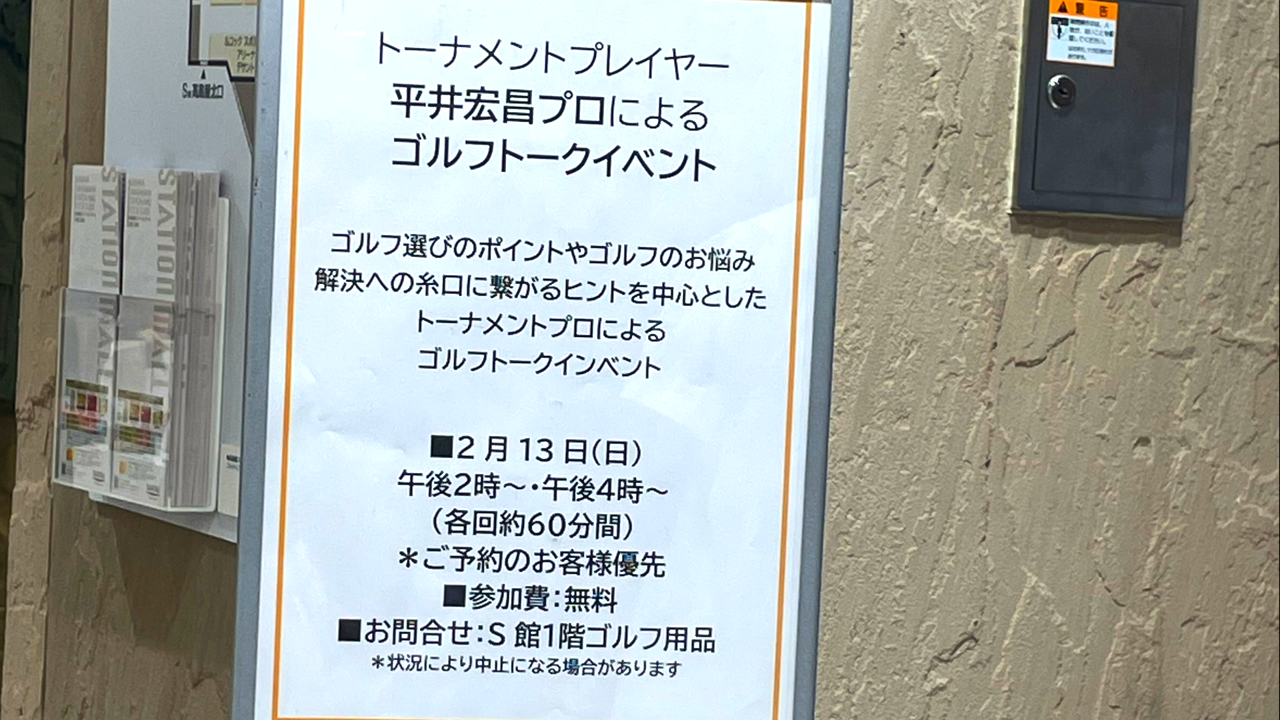 トーナメントプレイヤー
平井宏昌プロによる
ゴルフトークイベント
ゴルフ選びのポイントやゴルフのお悩み
解決への糸口に繋がるヒントを中心とした
トーナメントプロによる
ゴルフトークインベント
■2月13日(日)
午後2時～・午後4時～
(各回約60分間)
＊ご予約のお客様優先
■参加費：無料
■お問合せ：S館1階ゴルフ用品
＊状況により中止になる場合があります
STATION
STATION
警告